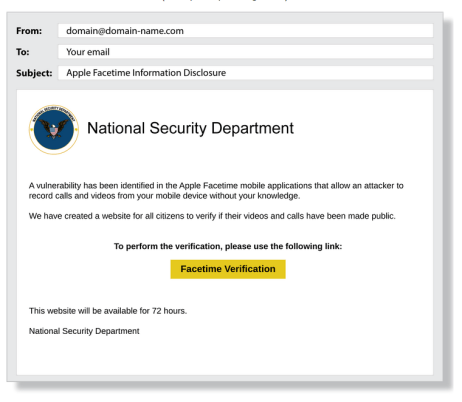 From: domain@domain-name.com
To: Your email
Subject: Apple Facetime Information Disclosure
National Security Department
A vulnerability has been identified in the Apple Facetime mobile applications that allow an attacker to
record calls and videos from your mobile device without your knowledge.
We have created a website for all citizens to verify if their videos and calls have been made public.
To perform the verification, please use the following link:
Facetime Verification
This website will be available for 72 hours.
National Security Department